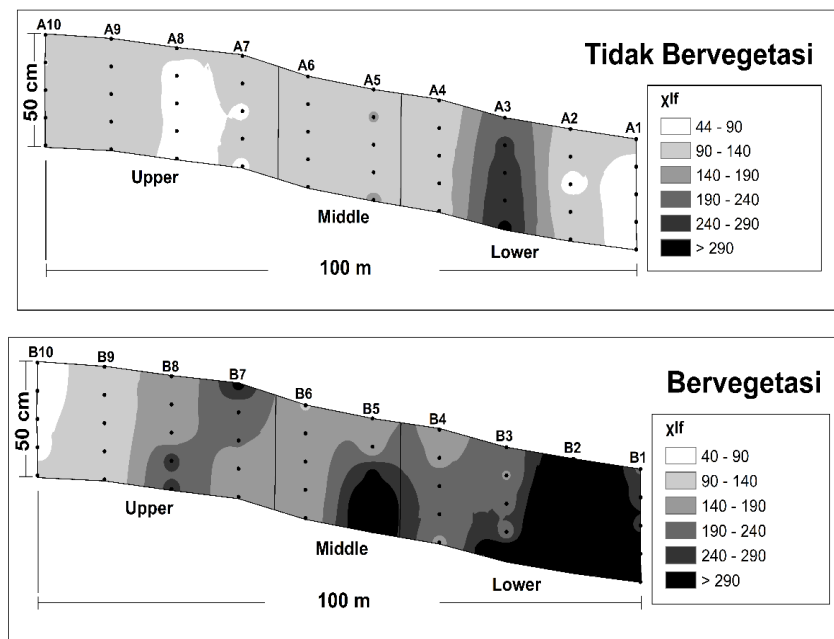 A10 A9 A8 A7 A6 A5 A4 A3 A2 A1
50 cm
Upper
Middle
Lower
100 m
Tidak Bervegetasi
χlf
44 - 90
90 - 140
140 - 190
190 - 240
240 - 290
> 290
B10 B9 B8 B7 B6 B5 B4 B3 B2 B1
50 cm
Upper
Middle
Lower
100 m
Bervegetasi
χlf
40 - 90
90 - 140
140 - 190
190 - 240
240 - 290
> 290